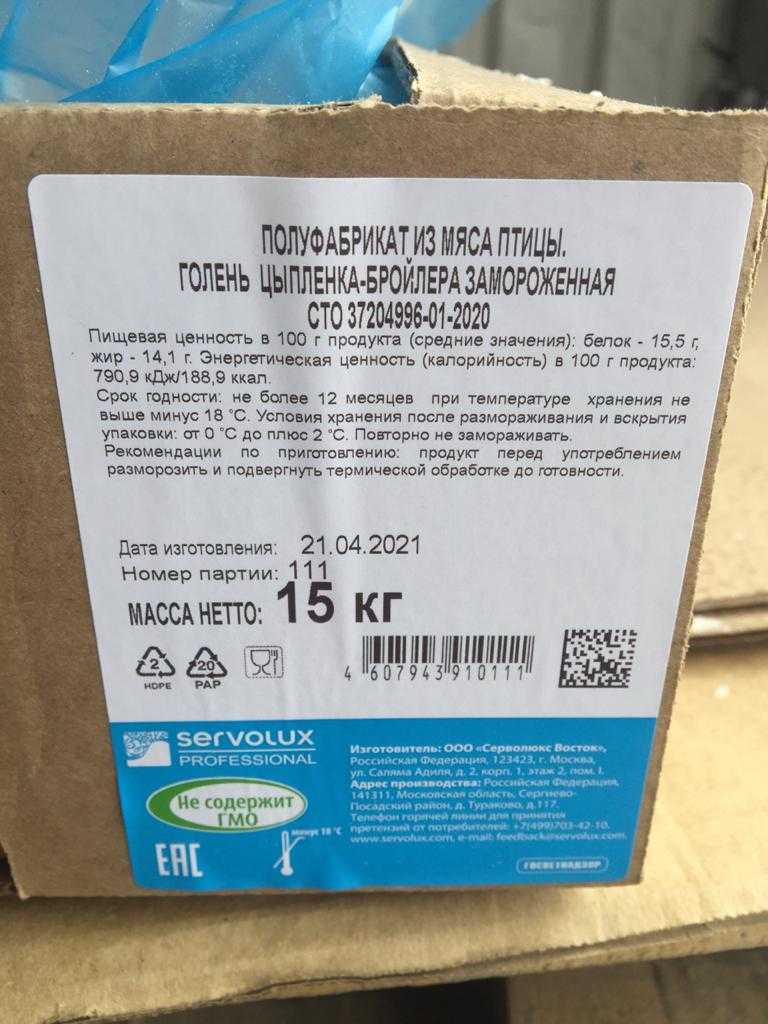 ПОЛУФАБРИКАТ ИЗ МЯСА ПТИЦЫ.
ГОЛЕНЬ ЦЫПЛЕНКА-БРОЙЛЕРА ЗАМОРОЖЕННАЯ
СТО 37204996-01-2020
Пищевая ценность в 100 г продукта (средние значения): белок - 15,5 г,
жир - 14,1 г. Энергетическая ценность (калорийность) в 100 г продукта:
790,9 кДж/188,9 ккал.
Срок годности: не более 12 месяцев при температуре хранения не
выше минус 18 °С. Условия хранения после размораживания и вскрытия
упаковки: от 0 °С до плюс 2 °С. Повторно не замораживать.
Рекомендации по приготовлению: продукт перед употреблением
разморозить и подвергнуть термической обработке до готовности.
Дата изготовления: 21.04.2021
Номер партии: 111
МАССА НЕТТО: 15 кг
2
HDPE
20
PAP
4 607943 910111
servolux
PROFESSIONAL
Не содержит
ГМО
минус 18 °С
EAC
Изготовитель: ООО «Серволюкс Восток»,
Российская Федерация, 123423, г. Москва,
ул. Саляма Адиля, д. 2, корп. 1, этаж 2, пом. I.
Адрес производства: Российская Федерация,
141311, Московская область, Сергиево-
Посадский район, д. Тураково, д.117.
Телефон горячей линии для принятия
претензий от потребителей: +7(499)703-42-10.
www.servolux.com, e-mail: feedback@servolux.com.
ГОСВЕТНАДЗОР